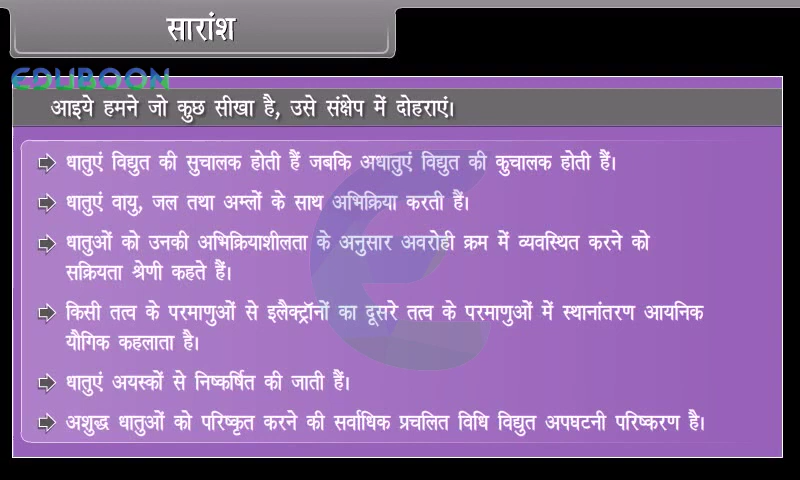 सारांश
EDUBOON
आइये हमने जो कुछ सीखा है, उसे संक्षेप में दोहराएं।
धातुएं विद्युत की सुचालक होती हैं जबकि अधातुएं विद्युत की कुचालक होती हैं।
धातुएं वायु, जल तथा अम्लों के साथ अभिक्रिया करती हैं।
धातुओं को उनकी अभिक्रियाशीलता के अनुसार अवरोही क्रम में व्यवस्थित करने को
सक्रियता श्रेणी कहते हैं।
किसी तत्व के परमाणुओं से इलैक्ट्रॉनों का दूसरे तत्व के परमाणुओं में स्थानांतरण आयनिक
यौगिक कहलाता है।
धातुएं अयस्कों से निष्कर्षित की जाती हैं।
अशुद्ध धातुओं को परिष्कृत करने की सर्वाधिक प्रचलित विधि विद्युत अपघटनी परिष्करण है।